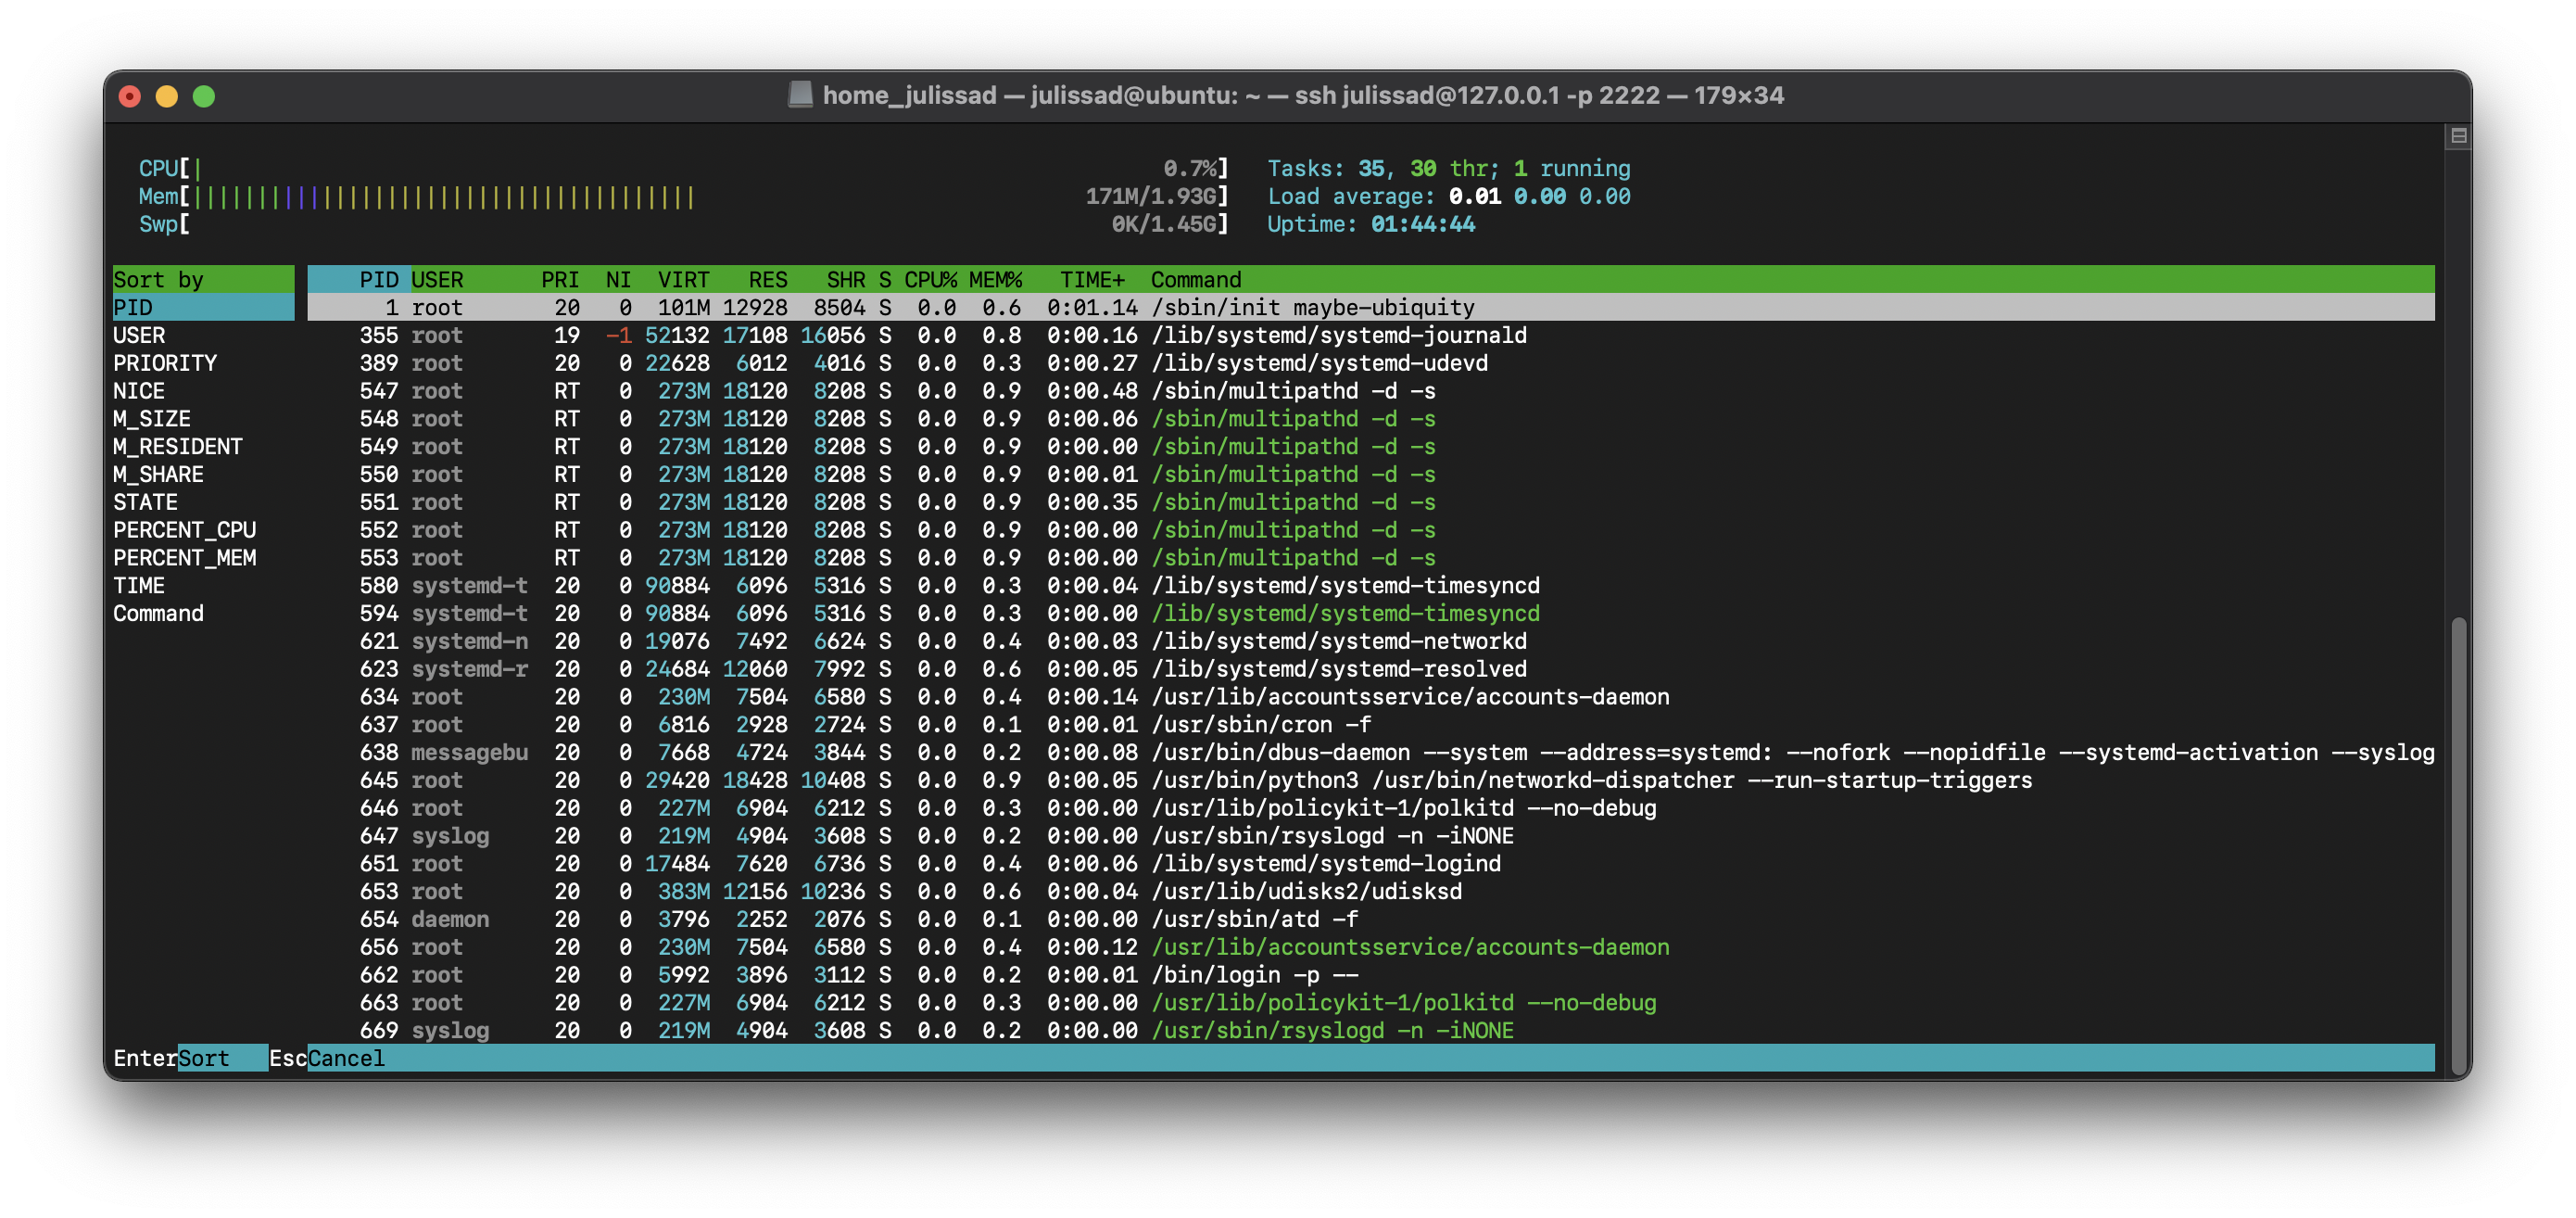 home_julissad — julissad@ubuntu: ~ — ssh julissad@127.0.0.1 -p 2222 — 179×34
CPU[| 0.7%] Tasks: 35, 30 thr; 1 running
Mem[||||||||||||||||||||||||||||||||||||||| 171M/1.93G] Load average: 0.01 0.00 0.00
Swp[ 0K/1.45G] Uptime: 01:44:44
Sort by PID USER PRI NI VIRT RES SHR S CPU% MEM% TIME+ Command
PID 1 root 20 0 101M 12928 8504 S 0.0 0.6 0:01.14 /sbin/init maybe-ubiquity
USER 355 root 19 -1 52132 17108 16056 S 0.0 0.8 0:00.16 /lib/systemd/systemd-journald
PRIORITY 389 root 20 0 22628 6012 4016 S 0.0 0.3 0:00.27 /lib/systemd/systemd-udevd
NICE 547 root RT 0 273M 18120 8208 S 0.0 0.9 0:00.48 /sbin/multipathd -d -s
M_SIZE 548 root RT 0 273M 18120 8208 S 0.0 0.9 0:00.06 /sbin/multipathd -d -s
M_RESIDENT 549 root RT 0 273M 18120 8208 S 0.0 0.9 0:00.00 /sbin/multipathd -d -s
M_SHARE 550 root RT 0 273M 18120 8208 S 0.0 0.9 0:00.01 /sbin/multipathd -d -s
STATE 551 root RT 0 273M 18120 8208 S 0.0 0.9 0:00.35 /sbin/multipathd -d -s
PERCENT_CPU 552 root RT 0 273M 18120 8208 S 0.0 0.9 0:00.00 /sbin/multipathd -d -s
PERCENT_MEM 553 root RT 0 273M 18120 8208 S 0.0 0.9 0:00.00 /sbin/multipathd -d -s
TIME 580 systemd-t 20 0 90884 6096 5316 S 0.0 0.3 0:00.04 /lib/systemd/systemd-timesyncd
Command 594 systemd-t 20 0 90884 6096 5316 S 0.0 0.3 0:00.00 /lib/systemd/systemd-timesyncd
621 systemd-n 20 0 19076 7492 6624 S 0.0 0.4 0:00.03 /lib/systemd/systemd-networkd
623 systemd-r 20 0 24684 12060 7992 S 0.0 0.6 0:00.05 /lib/systemd/systemd-resolved
634 root 20 0 230M 7504 6580 S 0.0 0.4 0:00.14 /usr/lib/accountsservice/accounts-daemon
637 root 20 0 6816 2928 2724 S 0.0 0.1 0:00.01 /usr/sbin/cron -f
638 messagebu 20 0 7668 4724 3844 S 0.0 0.2 0:00.08 /usr/bin/dbus-daemon --system --address=systemd: --nofork --nopidfile --systemd-activation --syslog
645 root 20 0 29420 18428 10408 S 0.0 0.9 0:00.05 /usr/bin/python3 /usr/bin/networkd-dispatcher --run-startup-triggers
646 root 20 0 227M 6904 6212 S 0.0 0.3 0:00.00 /usr/lib/policykit-1/polkitd --no-debug
647 syslog 20 0 219M 4904 3608 S 0.0 0.2 0:00.00 /usr/sbin/rsyslogd -n -iNONE
651 root 20 0 17484 7620 6736 S 0.0 0.4 0:00.06 /lib/systemd/systemd-logind
653 root 20 0 383M 12156 10236 S 0.0 0.6 0:00.04 /usr/lib/udisks2/udisksd
654 daemon 20 0 3796 2252 2076 S 0.0 0.1 0:00.00 /usr/sbin/atd -f
656 root 20 0 230M 7504 6580 S 0.0 0.4 0:00.12 /usr/lib/accountsservice/accounts-daemon
662 root 20 0 5992 3896 3112 S 0.0 0.2 0:00.01 /bin/login -p --
663 root 20 0 227M 6904 6212 S 0.0 0.3 0:00.00 /usr/lib/policykit-1/polkitd --no-debug
669 syslog 20 0 219M 4904 3608 S 0.0 0.2 0:00.00 /usr/sbin/rsyslogd -n -iNONE
EnterSort EscCancel